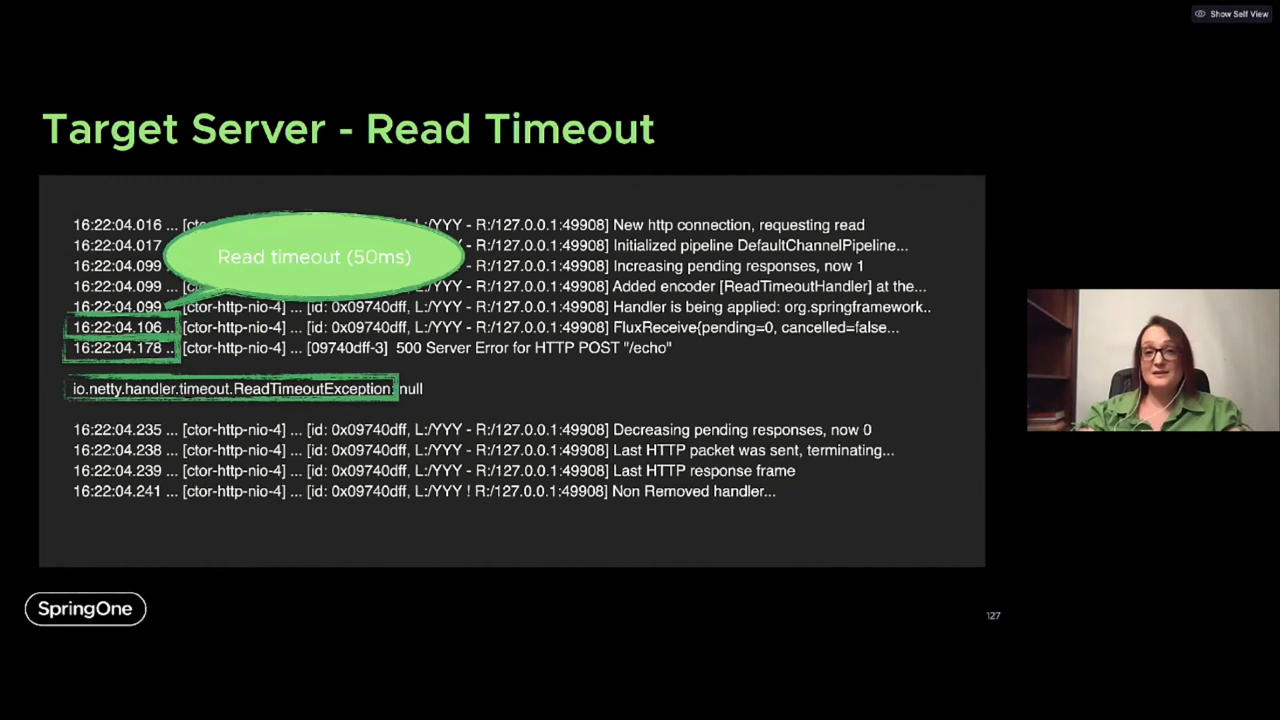 Show Self View
Target Server - Read Timeout
16:22:04.016 ... [ctor-http-nio-4] ... L:/YYY - R:/127.0.0.1:49908] New http connection, requesting read
16:22:04.017 L:/YYY - R:/127.0.0.1:49908] Initialized pipeline DefaultChannelPipeline...
Read timeout (50ms)
16:22:04.099 L:/YYY - R:/127.0.0.1:49908] Increasing pending responses, now 1
16:22:04.099 ... L:/YYY - R:/127.0.0.1:49908] Added encoder [ReadTimeoutHandler] at the...
16:22:04.099 [ctor-http-nio-4] ... [id: 0x09740dff, L:/YYY - R:/127.0.0.1:49908] Handler is being applied: org.springframework..
16:22:04.106 ... [ctor-http-nio-4] ... [id: 0x09740dff, L:/YYY - R:/127.0.0.1:49908] FluxReceive{pending=0, cancelled=false...
16:22:04.178 ... [ctor-http-nio-4] ... [09740dff-3] 500 Server Error for HTTP POST "/echo"
io.netty.handler.timeout.ReadTimeoutException: null
16:22:04.235 ... [ctor-http-nio-4] ... [id: 0x09740dff, L:/YYY - R:/127.0.0.1:49908] Decreasing pending responses, now 0
16:22:04.238 ... [ctor-http-nio-4] ... [id: 0x09740dff, L:/YYY - R:/127.0.0.1:49908] Last HTTP packet was sent, terminating...
16:22:04.239 ... [ctor-http-nio-4] ... [id: 0x09740dff, L:/YYY - R:/127.0.0.1:49908] Last HTTP response frame
16:22:04.241 ... [ctor-http-nio-4] ... [id: 0x09740dff, L:/YYY ! R:/127.0.0.1:49908] Non Removed handler...
SpringOne
127